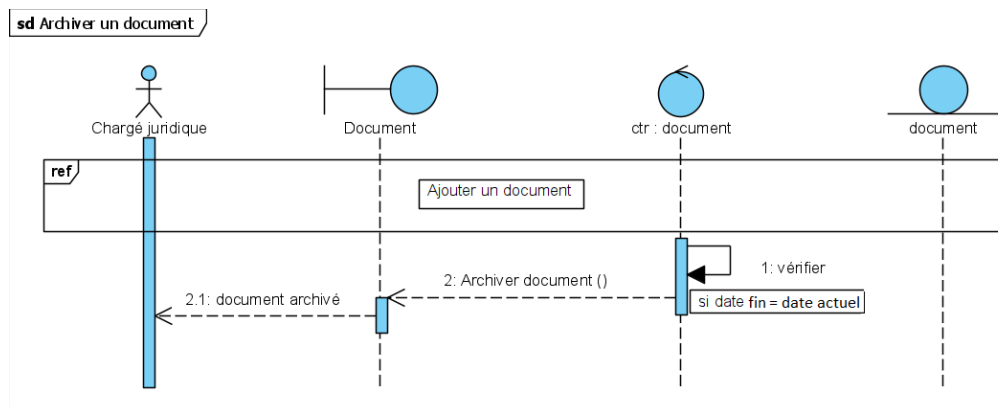 sd Archiver un document
Chargé juridique
Document
ctr : document
document
ref
Ajouter un document
1: vérifier
2: Archiver document ()
2.1: document archivé
si date fin = date actuel